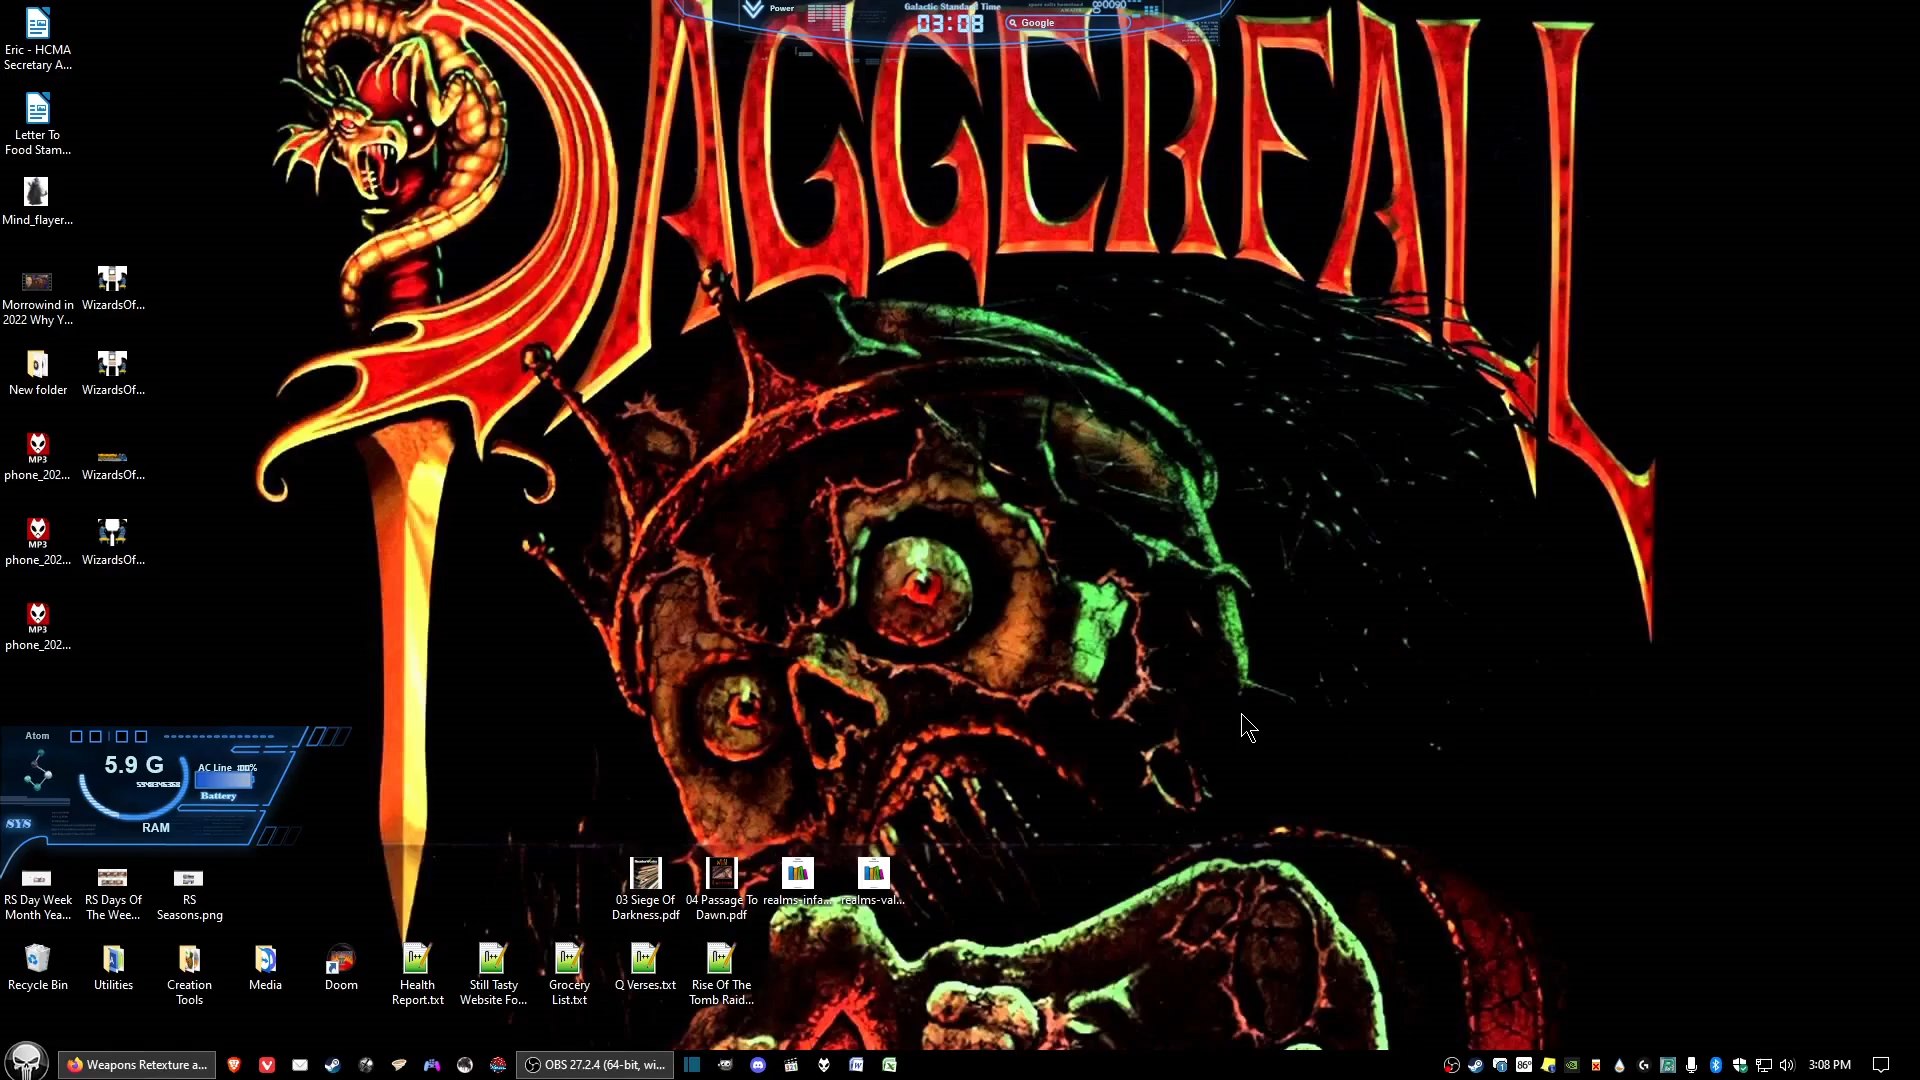 Power
Galactic Standard Time
03:08
Google
DAGGERFALL
Eric - HCMA
Secretary A...
Letter To
Food Stam...
Mind_flayer...
Morrowind in
2022 Why Y...
WizardsOf...
New folder
WizardsOf...
MP3
phone_202...
WizardsOf...
MP3
phone_202...
WizardsOf...
MP3
phone_202...
Atom
5.9 G
AC Line 100%
Battery
SYS
RAM
RS Day Week
Month Yea...
RS Days Of
The Wee...
RS
Seasons.png
03 Siege Of
Darkness.pdf
04 Passage To
Dawn.pdf
realms-infa...
realms-val...
Recycle Bin
Utilities
Creation
Tools
Media
Doom
Health
Report.txt
Still Tasty
Website Fo...
Grocery
List.txt
Q Verses.txt
Rise Of The
Tomb Raid...
Weapons Retexture a...
OBS 27.2.4 (64-bit, wi...
86°
3:08 PM